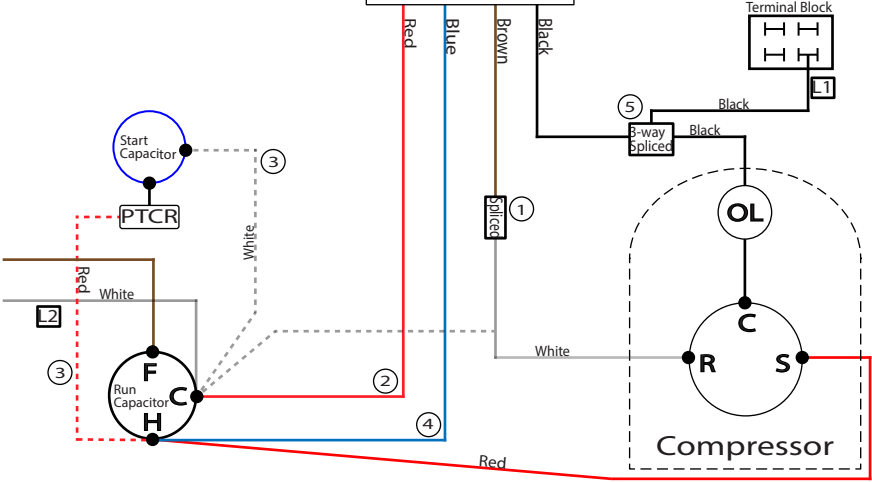 Terminal Block
Red
Blue
Brown
Black
L1
5
Black
3-way
Spliced
Black
Start
Capacitor
3
PTCR
Spliced
1
OL
White
Red
White
L2
C
White
R
S
3
F
Run
Capacitor
C
H
2
4
Compressor
Red